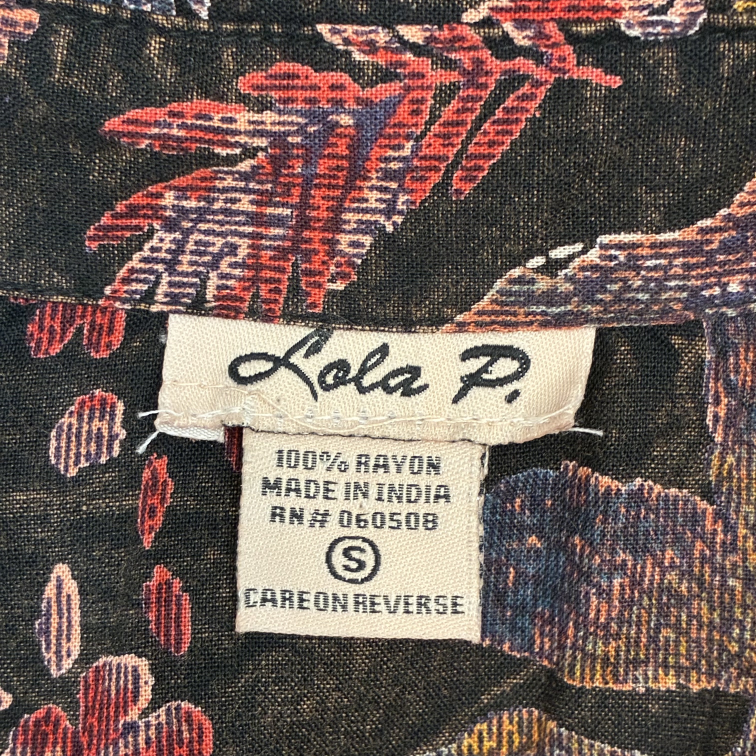 Lola P.
100% RAYON
MADE IN INDIA
RN# 060508
S
CARE ON REVERSE